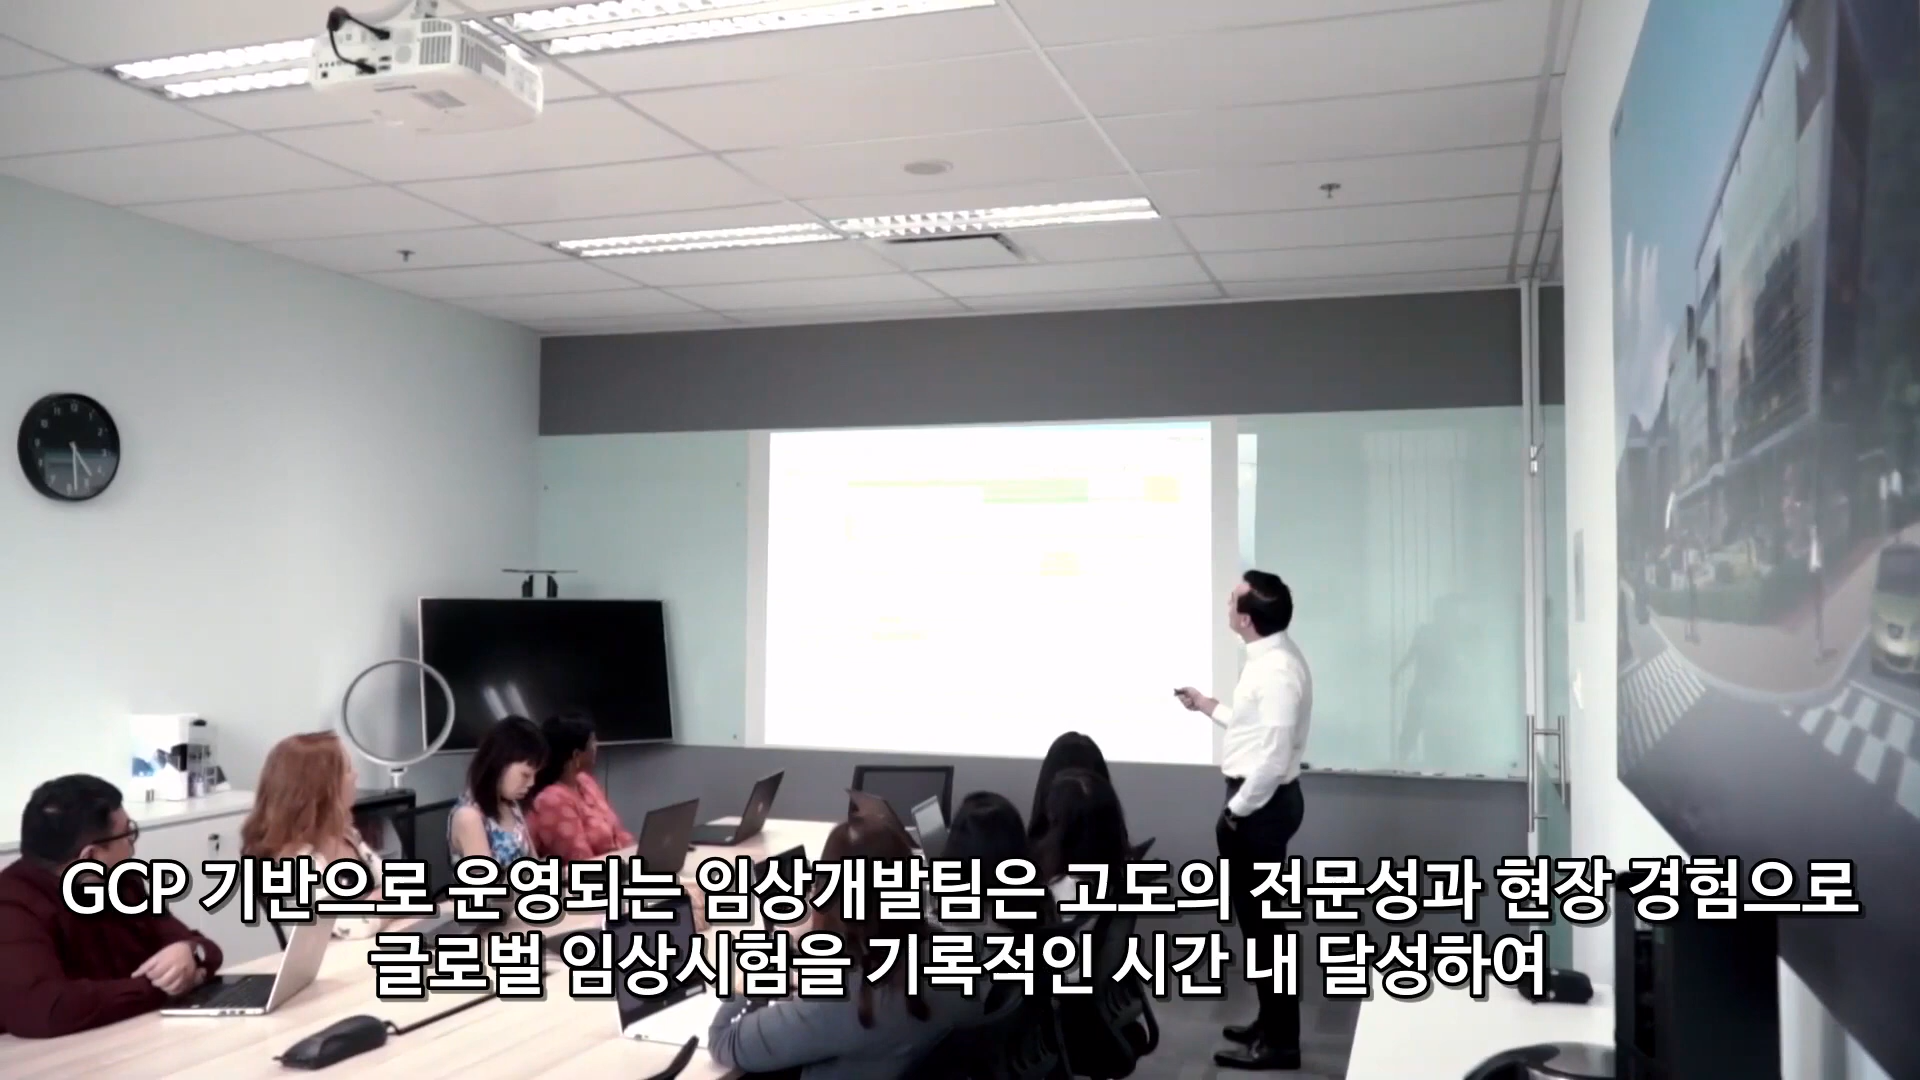 GCP 기반으로 운영되는 임상개발팀은 고도의 전문성과 현장 경험으로
글로벌 임상시험을 기록적인 시간 내 달성하여